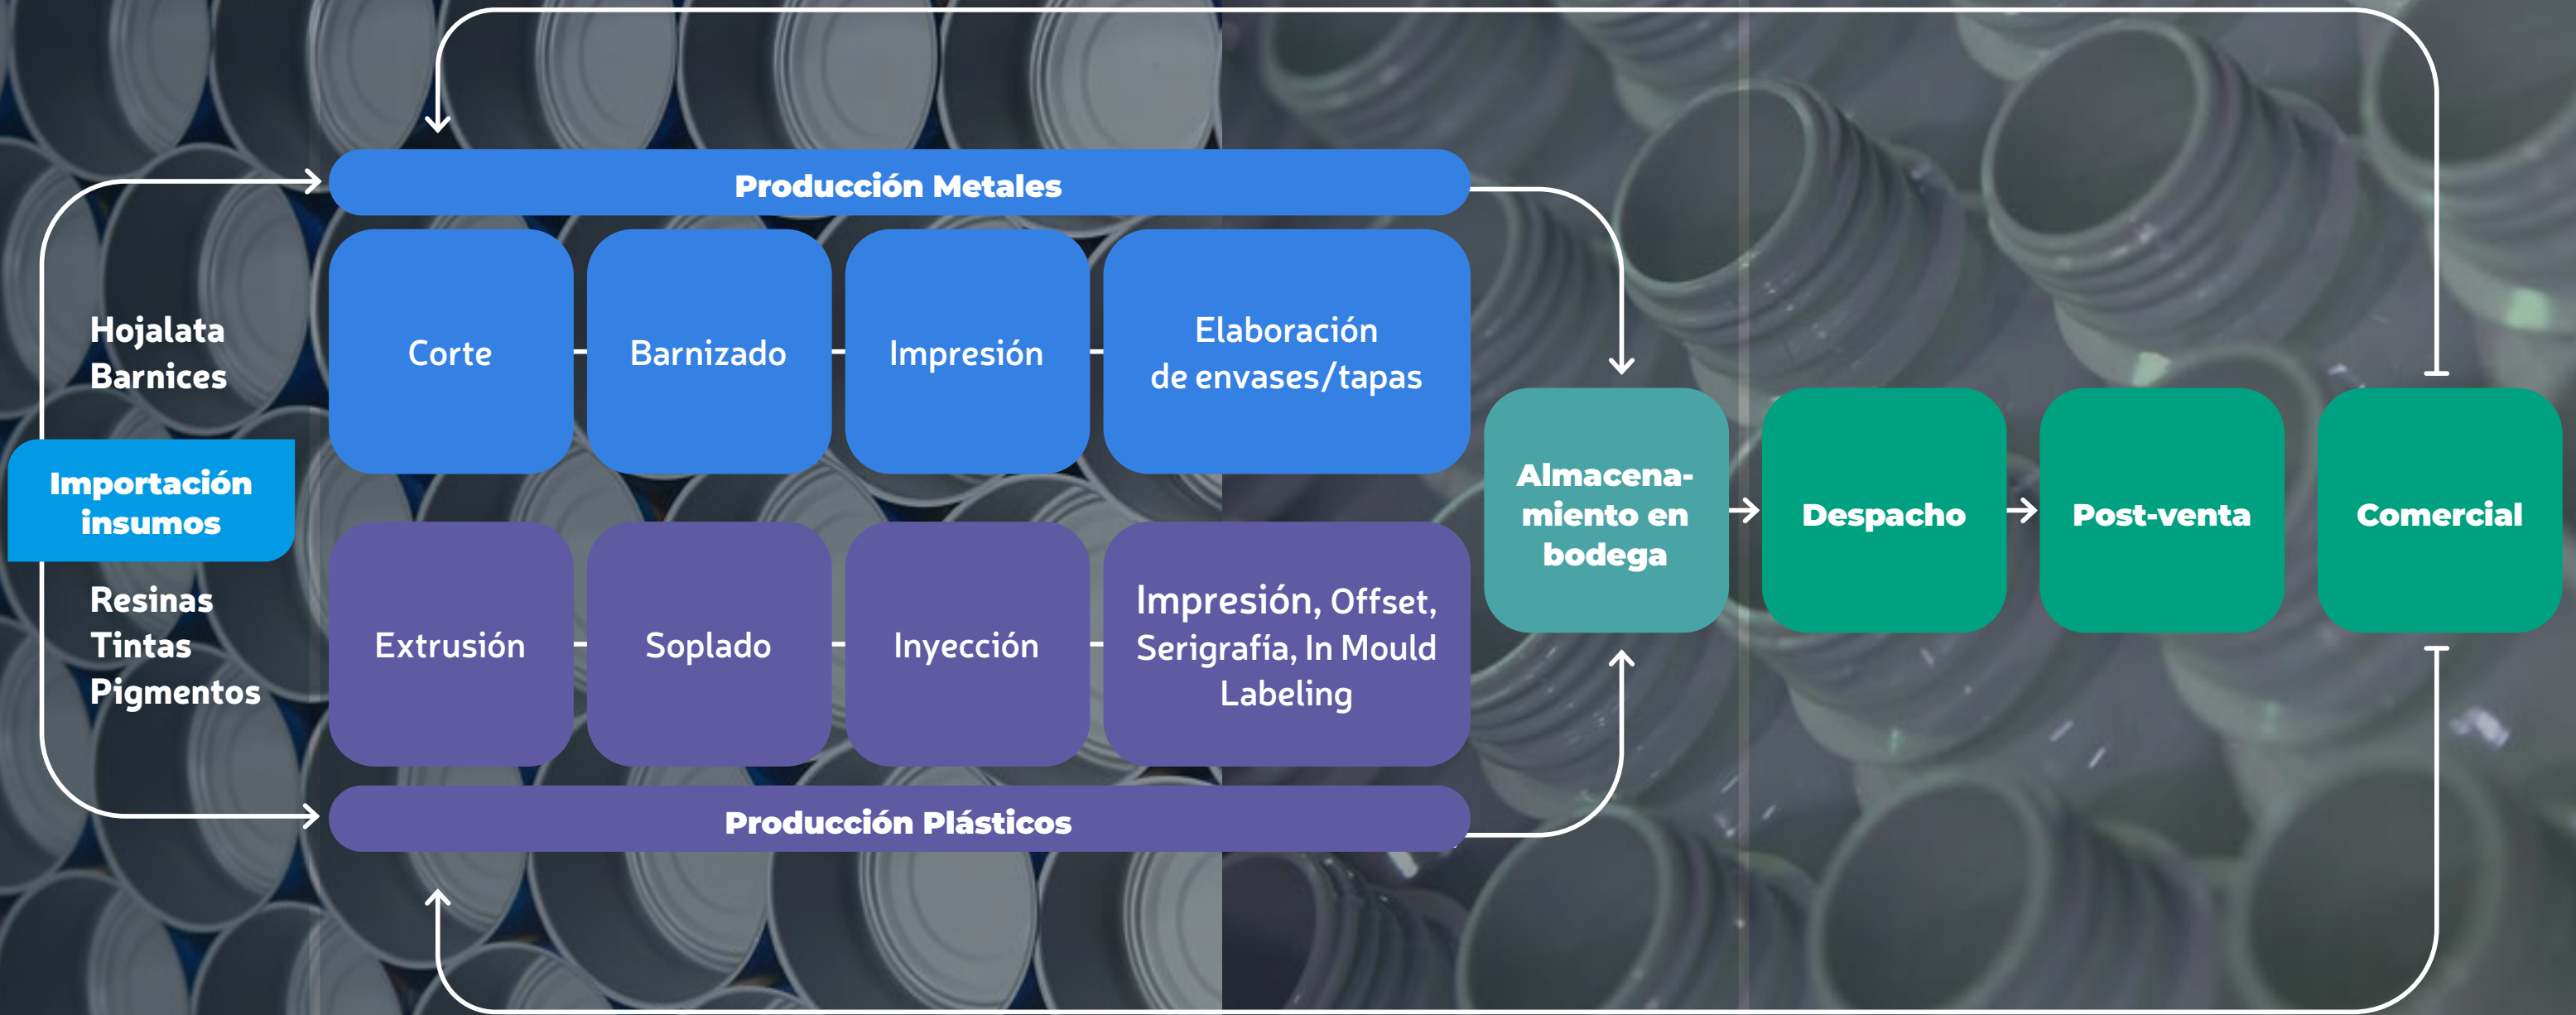 Producción Metales
Hojalata
Barnices
Corte
Barnizado
Impresión
Elaboración
de envases/tapas
Importación
insumos
Resinas
Tintas
Pigmentos
Extrusión
Soplado
Inyección
Impresión, Offset,
Serigrafía, In Mould
Labeling
Producción Plásticos
Almacena-
miento en
bodega
Despacho
Post-venta
Comercial